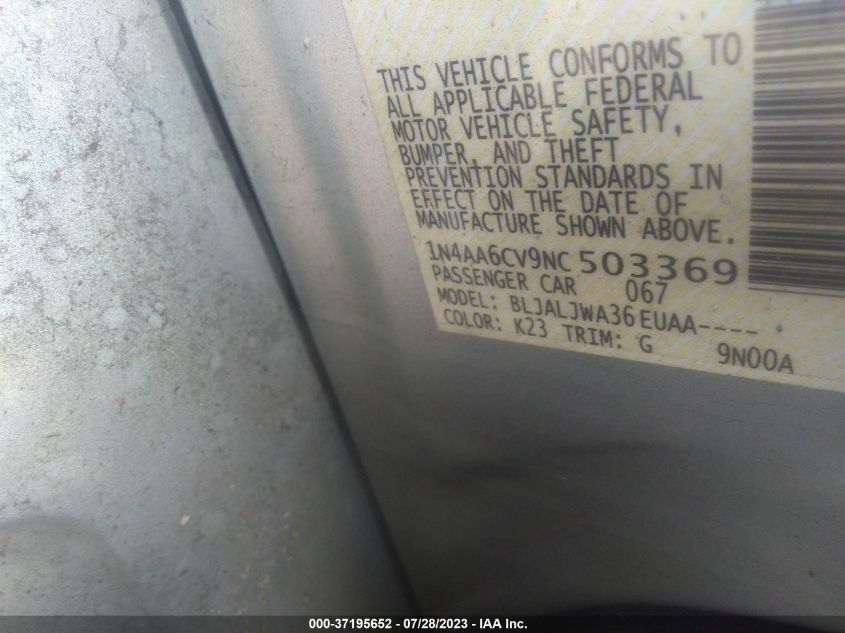 THIS VEHICLE CONFORMS TO
ALL APPLICABLE FEDERAL
MOTOR VEHICLE SAFETY,
BUMPER, AND THEFT
PREVENTION STANDARDS IN
EFFECT ON THE DATE OF
MANUFACTURE SHOWN ABOVE.
1N4AA6CV9NC503369
PASSENGER CAR 067
MODEL: BLJALJWA36EUAA----
COLOR: K23 TRIM: G 9N00A
000-37195652 - 07/28/2023 - IAA Inc.